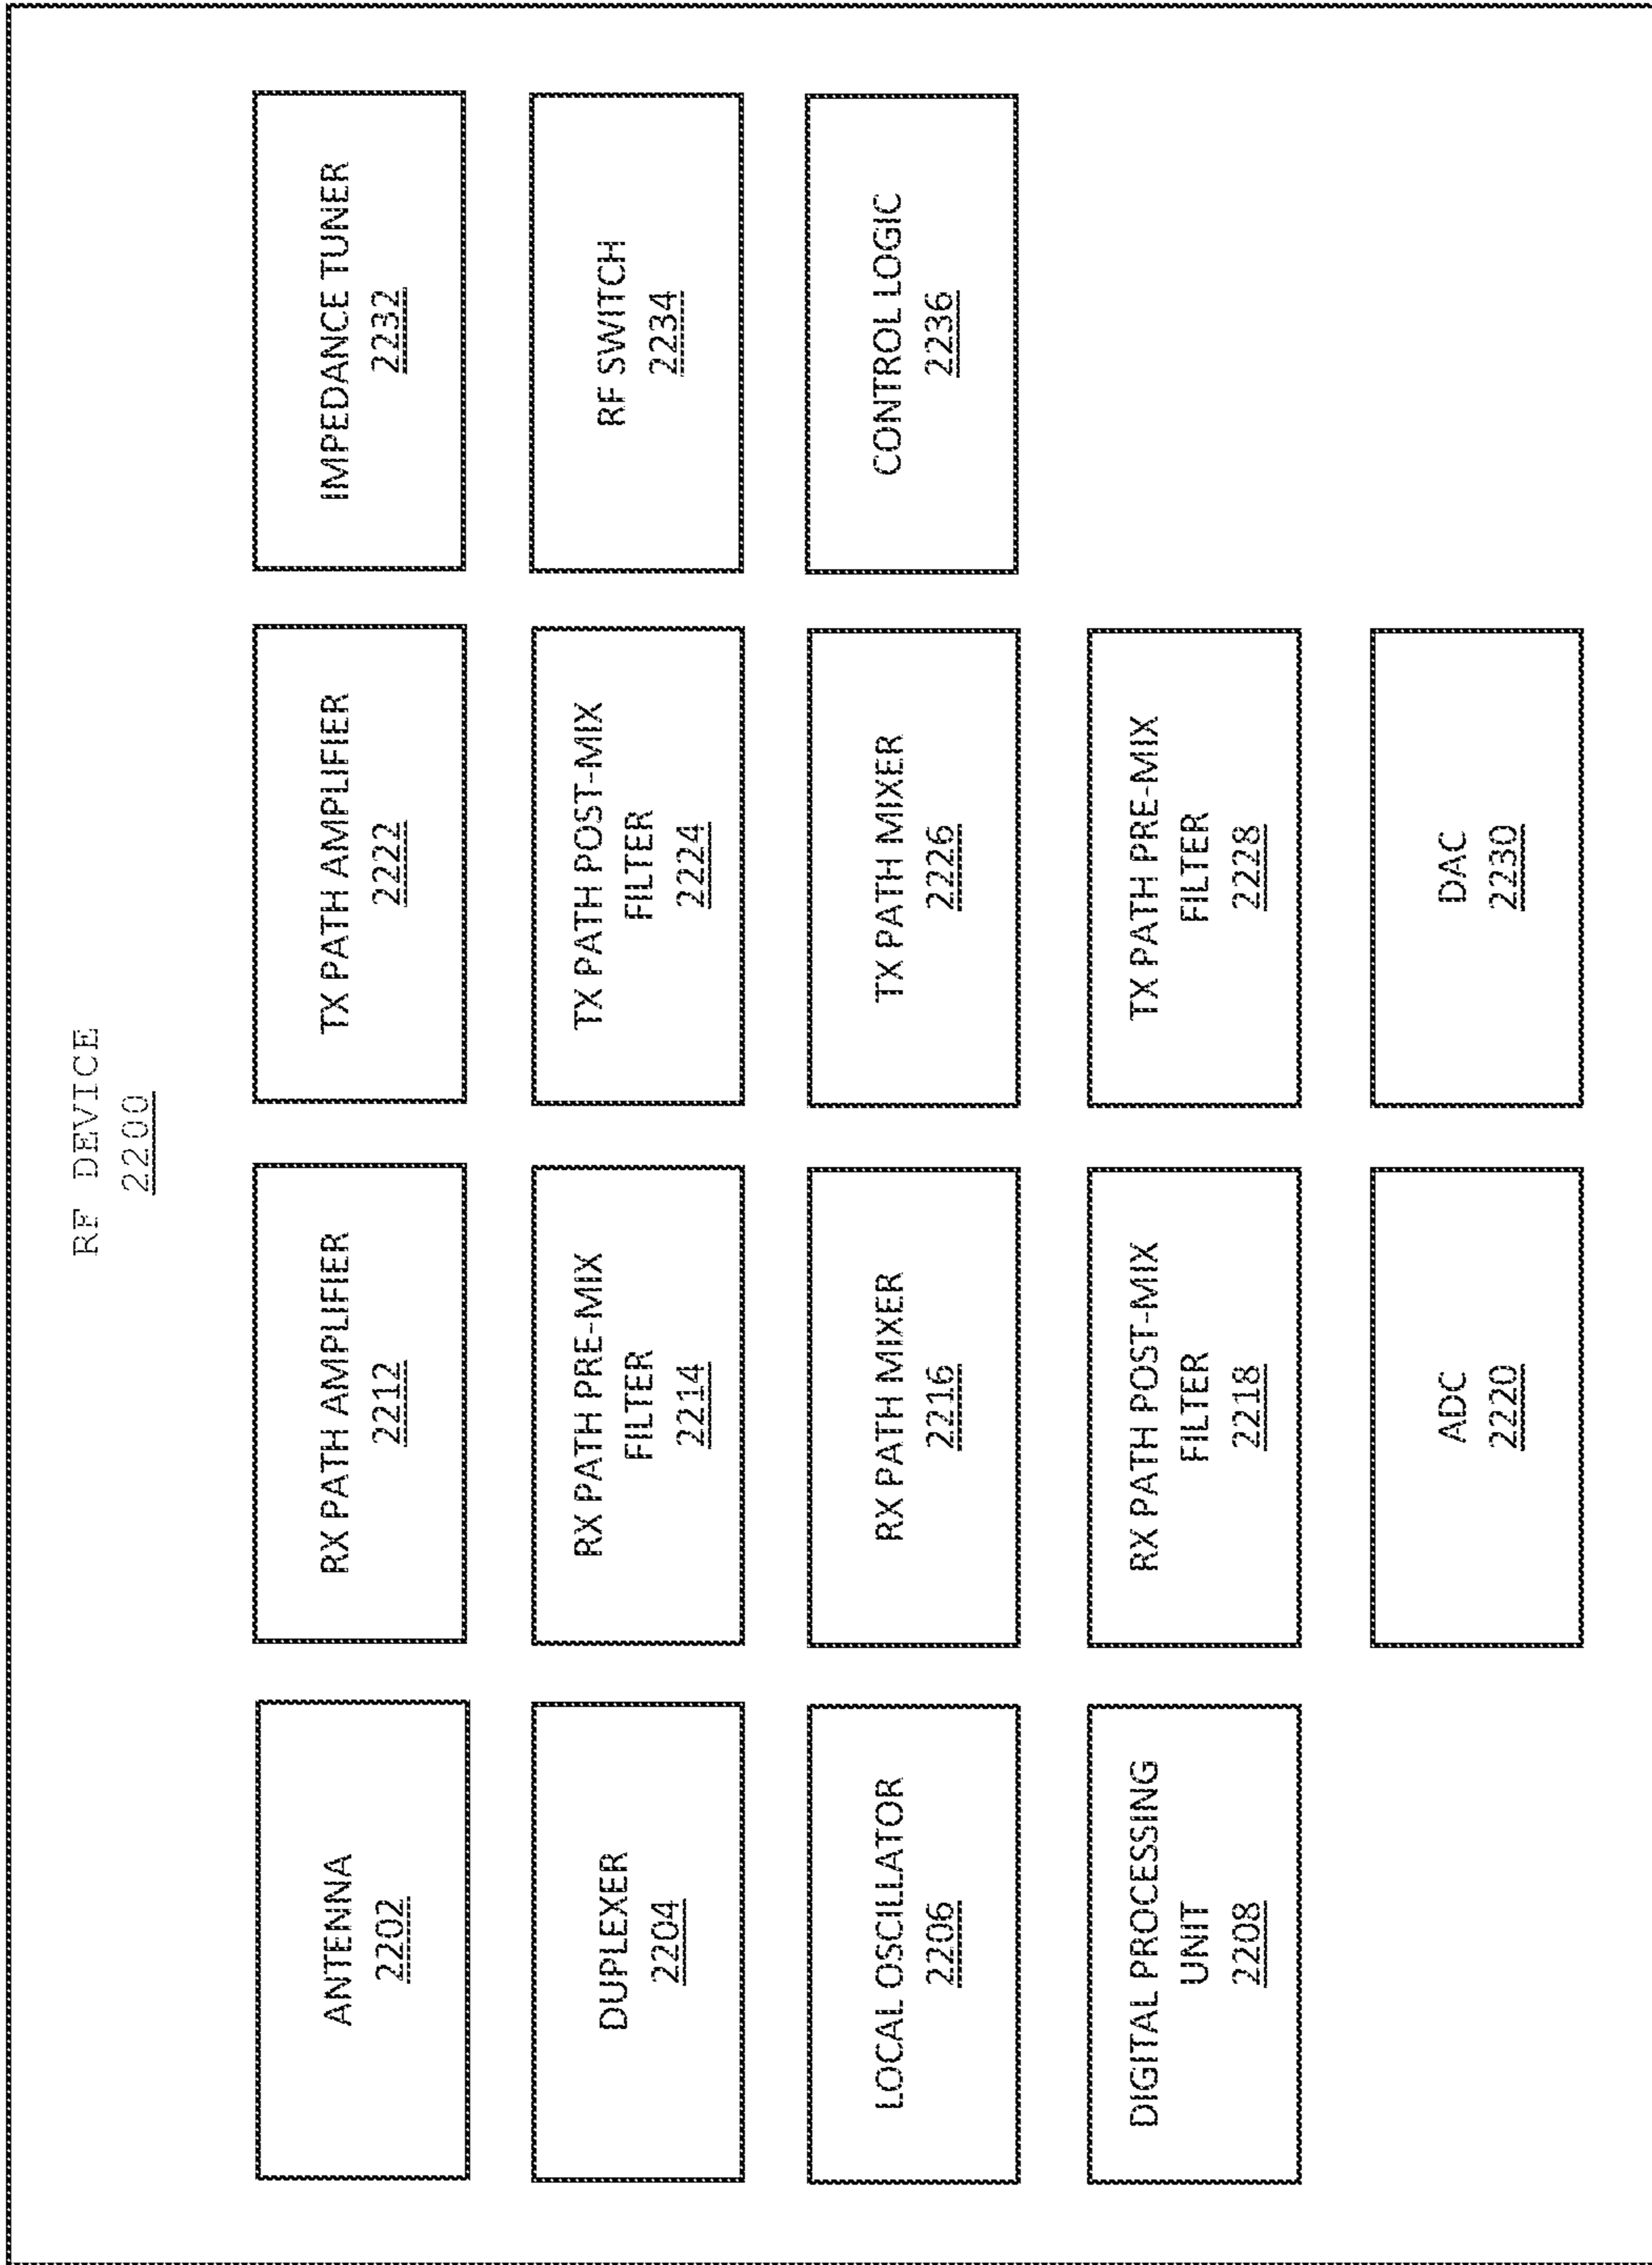 RF DEVICE
2200
ANTENNA
2202
DUPLEXER
2204
LOCAL OSCILLATOR
2206
DIGITAL PROCESSING
UNIT
2208
RX PATH AMPLIFIER
2212
RX PATH PRE-MIX
FILTER
2214
RX PATH MIXER
2216
RX PATH POST-MIX
FILTER
2218
ADC
2220
TX PATH AMPLIFIER
2222
TX PATH POST-MIX
FILTER
2224
TX PATH MIXER
2226
TX PATH PRE-MIX
FILTER
2228
DAC
2230
IMPEDANCE TUNER
2232
RF SWITCH
2234
CONTROL LOGIC
2236